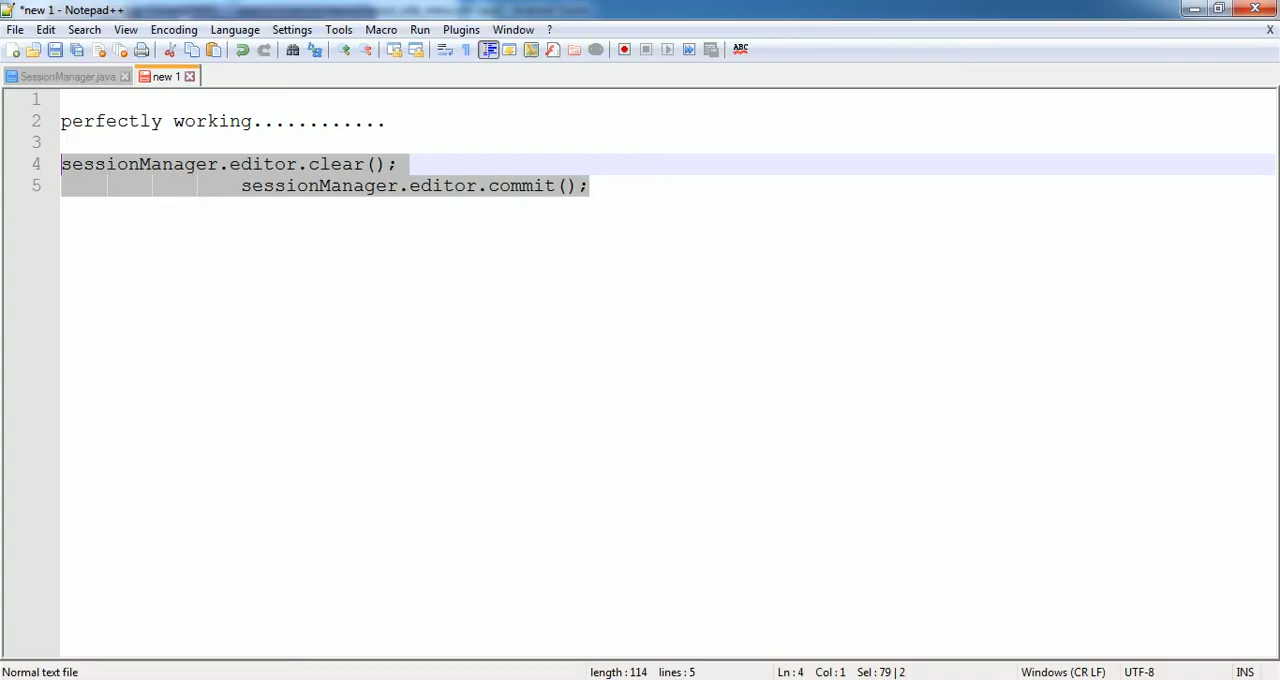 *new 1 - Notepad++
File Edit Search View Encoding Language Settings Tools Macro Run Plugins Window ? X
ABC
SessionManager.java new 1
1
2 perfectly working............
3
4 sessionManager.editor.clear();
5 sessionManager.editor.commit();
Normal text file length : 114 lines : 5 Ln : 4 Col : 1 Sel : 79 | 2 Windows (CR LF) UTF-8 INS